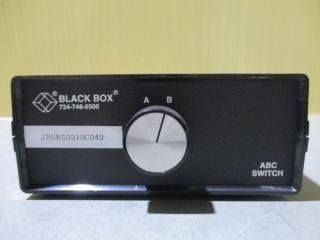 BLACK BOX®
724-746-5500
A B
JBSR50210C042
ABC
SWITCH